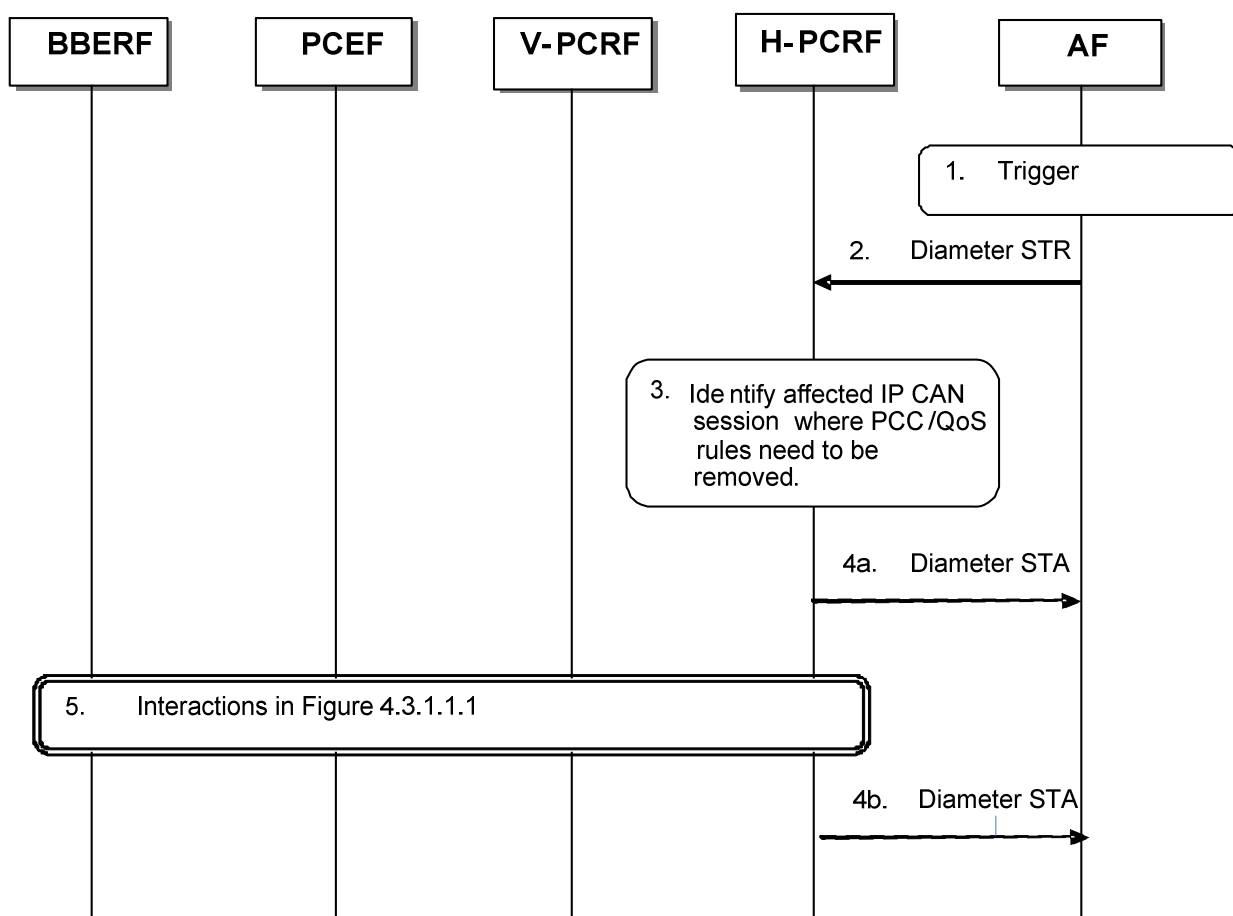 BBERF PCEF V-PCRF H-PCRF AF
1. Trigger
2. Diameter STR
3. Ide ntify affected IP CAN
session where PCC /QoS
rules need to be
removed.
4a. Diameter STA
5. Interactions in Figure 4.3.1.1.1
4b. Diameter STA